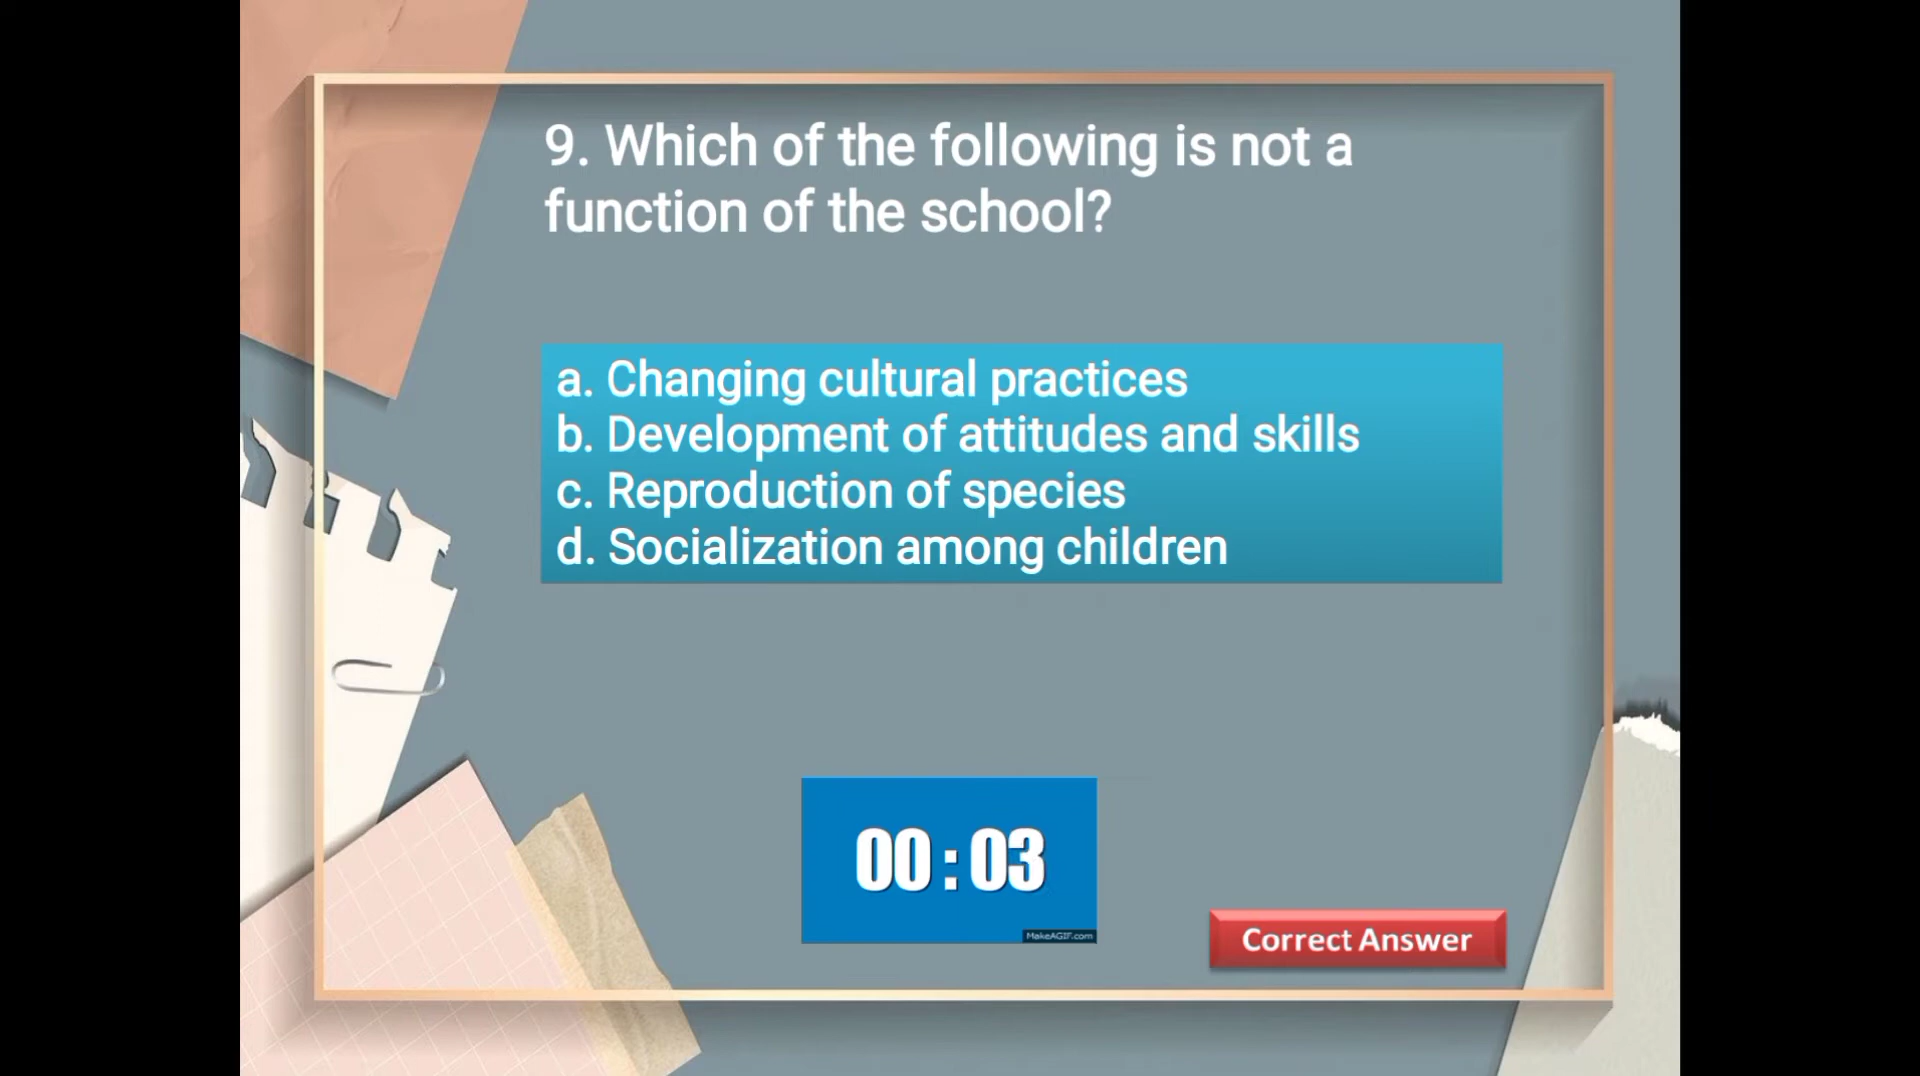 9. Which of the following is not a
function of the school?
a. Changing cultural practices
b. Development of attitudes and skills
c. Reproduction of species
d. Socialization among children
00 : 03
MakeAGIF.com
Correct Answer